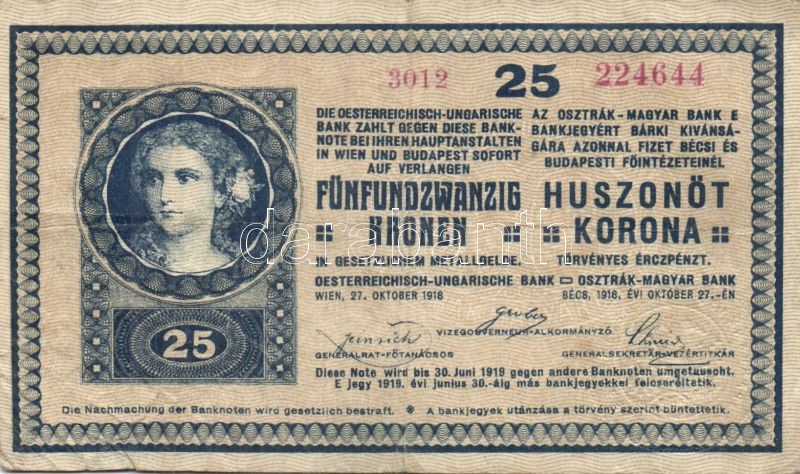 3012 25 224644
DIE OESTERREICHISCH-UNGARISCHE
BANK ZAHLT GEGEN DIESE BANK-
NOTE BEI IHREN HAUPTANSTALTEN
IN WIEN UND BUDAPEST SOFORT
AUF VERLANGEN
FÜNFUNDZWANZIG
KRONEN
IN GESETZLICHEM METALLGELDE.
OESTERREICHISCH-UNGARISCHE BANK
WIEN, 27. OKTOBER 1918
AZ OSZTRÁK-MAGYAR BANK E
BANKJEGYÉRT BÁRKI KIVÁNSÁ-
GÁRA AZONNAL FIZET BÉCSI ÉS
BUDAPESTI FŐINTÉZETEINÉL
HUSZONÖT
KORONA
TÖRVÉNYES ÉRCZPÉNZT.
OSZTRÁK-MAGYAR BANK
BÉCS, 1918. ÉVI OKTOBER 27.-ÉN
darabanth
25
Gruber
VIZEGOUVERNEUR-ALKORMÁNYZÓ
GENERALRAT-FŐTANÁCSOS
GENERALSEKRETÄR-VEZÉRTITKÁR
Diese Note wird bis 30. Juni 1919 gegen andere Banknoten umgetauscht.
E jegy 1919. évi junius 30.-áig más bankjegyekkel felcseréltetik.
Die Nachmachung der Banknoten wird gesetzlich bestraft. A bankjegyek utánzása a törvény szerint büntettetik.